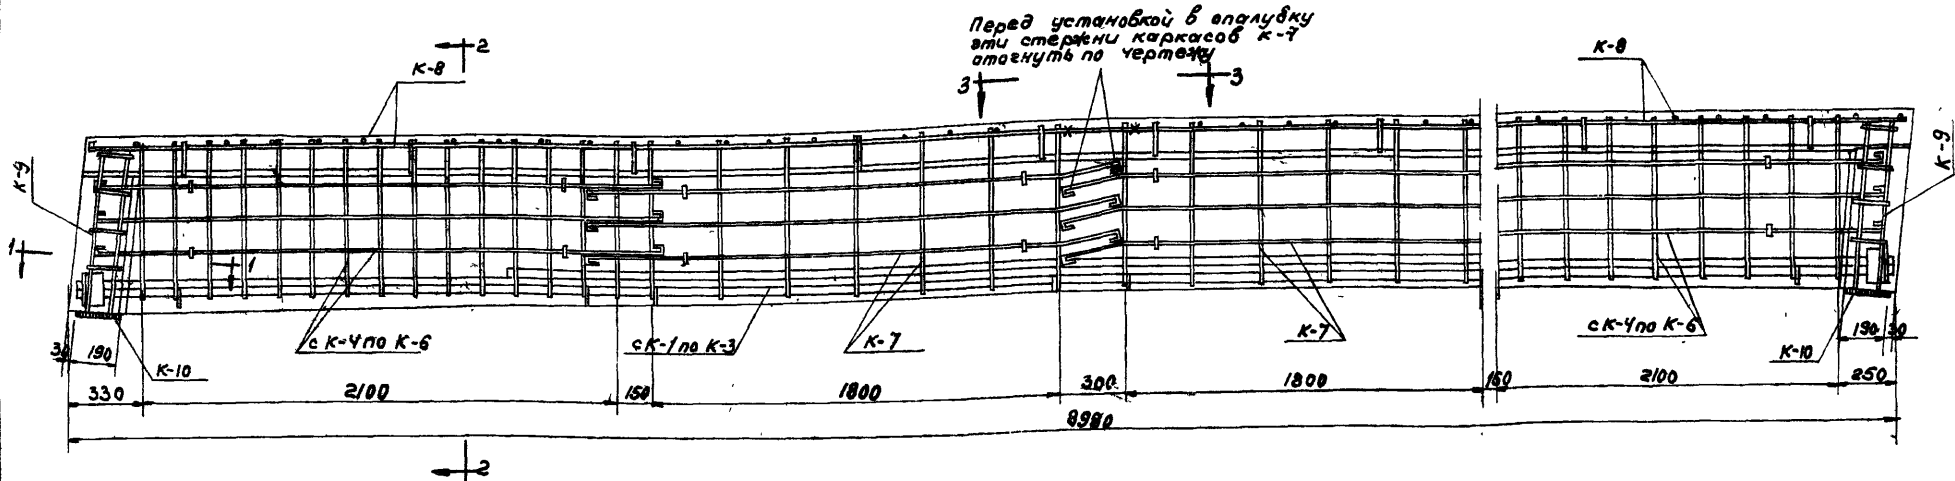 Перед установкой в опалубку
эти стержни каркасов К-7
отогнуть по чертежу
2
К-8
3
3
К-8
К-9
К-9
1
1
с К-4 по К-6
с К-1 по К-3
К-7
К-7
с К-4 по К-6
30
190
К-10
К-10
190
30
330
2100
150
1800
300
1800
150
2100
250
8980
2